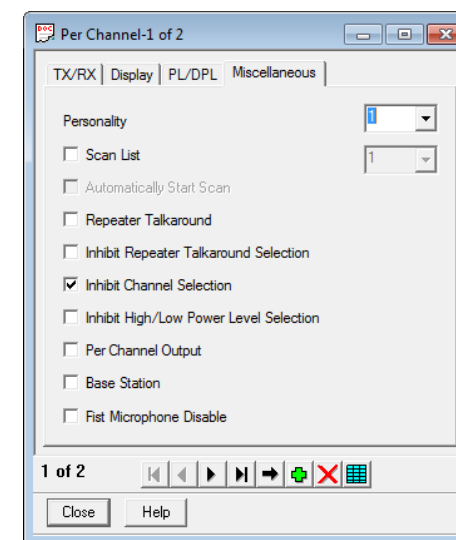 DOC
Per Channel-1 of 2
TX/RX Display PL/DPL Miscellaneous
Personality 1
Scan List 1
Automatically Start Scan
Repeater Talkaround
Inhibit Repeater Talkaround Selection
Inhibit Channel Selection
Inhibit High/Low Power Level Selection
Per Channel Output
Base Station
Fist Microphone Disable
1 of 2
Close Help